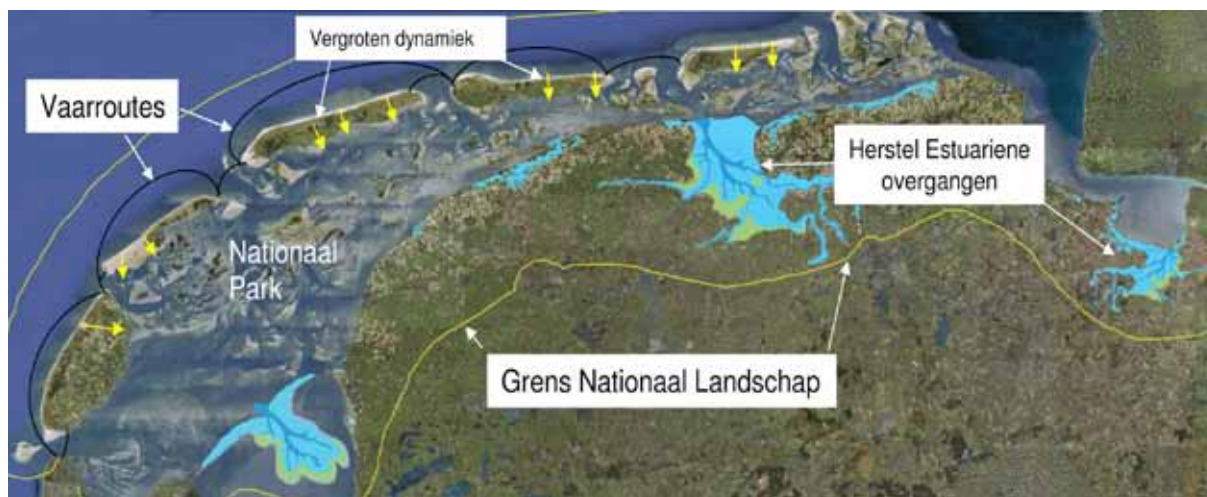 Vergroten dynamiek
Vaarroutes
Herstel Estuariene
overgangen
Nationaal
Park
Grens Nationaal Landschap